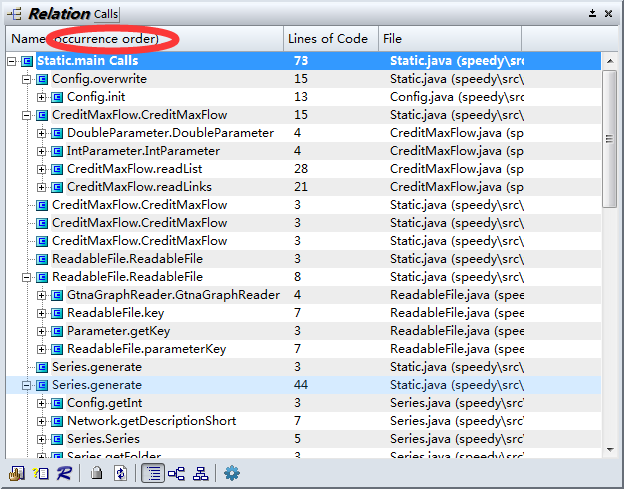 Relation Calls
Name (occurrence order) Lines of Code File
Static.main Calls 73 Static.java (speedy\src\
Config.overwrite 15 Static.java (speedy\src\
Config.init 13 Config.java (speedy\src
CreditMaxFlow.CreditMaxFlow 15 Static.java (speedy\src\
DoubleParameter.DoubleParameter 4 CreditMaxFlow.java (sp
IntParameter.IntParameter 4 CreditMaxFlow.java (sp
CreditMaxFlow.readList 28 CreditMaxFlow.java (sp
CreditMaxFlow.readLinks 21 CreditMaxFlow.java (sp
CreditMaxFlow.CreditMaxFlow 3 Static.java (speedy\src\
CreditMaxFlow.CreditMaxFlow 3 Static.java (speedy\src\
CreditMaxFlow.CreditMaxFlow 3 Static.java (speedy\src\
ReadableFile.ReadableFile 3 Static.java (speedy\src\
ReadableFile.ReadableFile 8 Static.java (speedy\src\
GtnaGraphReader.GtnaGraphReader 4 ReadableFile.java (spee
ReadableFile.key 7 ReadableFile.java (spee
Parameter.getKey 3 ReadableFile.java (spee
ReadableFile.parameterKey 7 ReadableFile.java (spee
Series.generate 3 Static.java (speedy\src\
Series.generate 44 Static.java (speedy\src\
Config.getInt 3 Series.java (speedy\src\
Network.getDescriptionShort 7 Series.java (speedy\src\
Series.Series 5 Series.java (speedy\src\
Series.getFolder 3 Series.java (speedy\src\